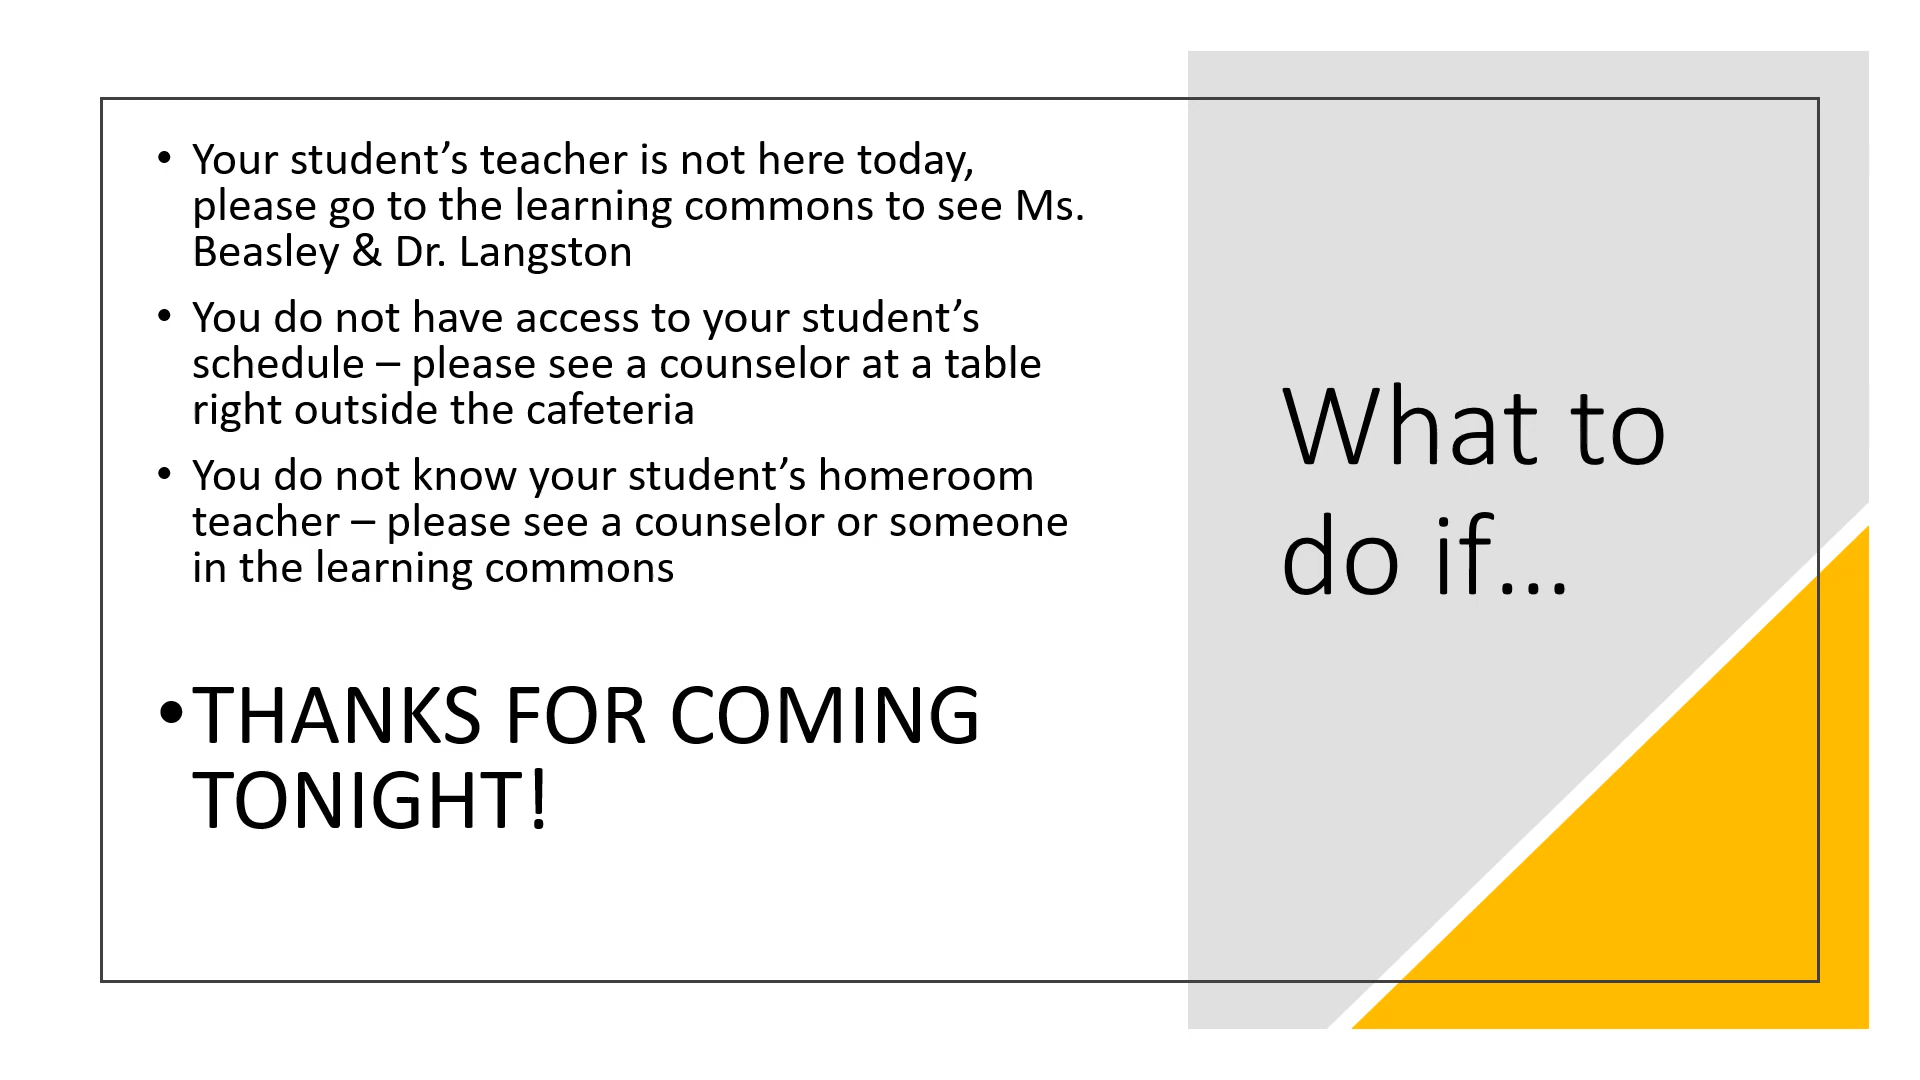 • Your student’s teacher is not here today,
please go to the learning commons to see Ms.
Beasley & Dr. Langston
• You do not have access to your student’s
schedule – please see a counselor at a table
right outside the cafeteria
• You do not know your student’s homeroom
teacher – please see a counselor or someone
in the learning commons
•THANKS FOR COMING
TONIGHT!
What to
do if…